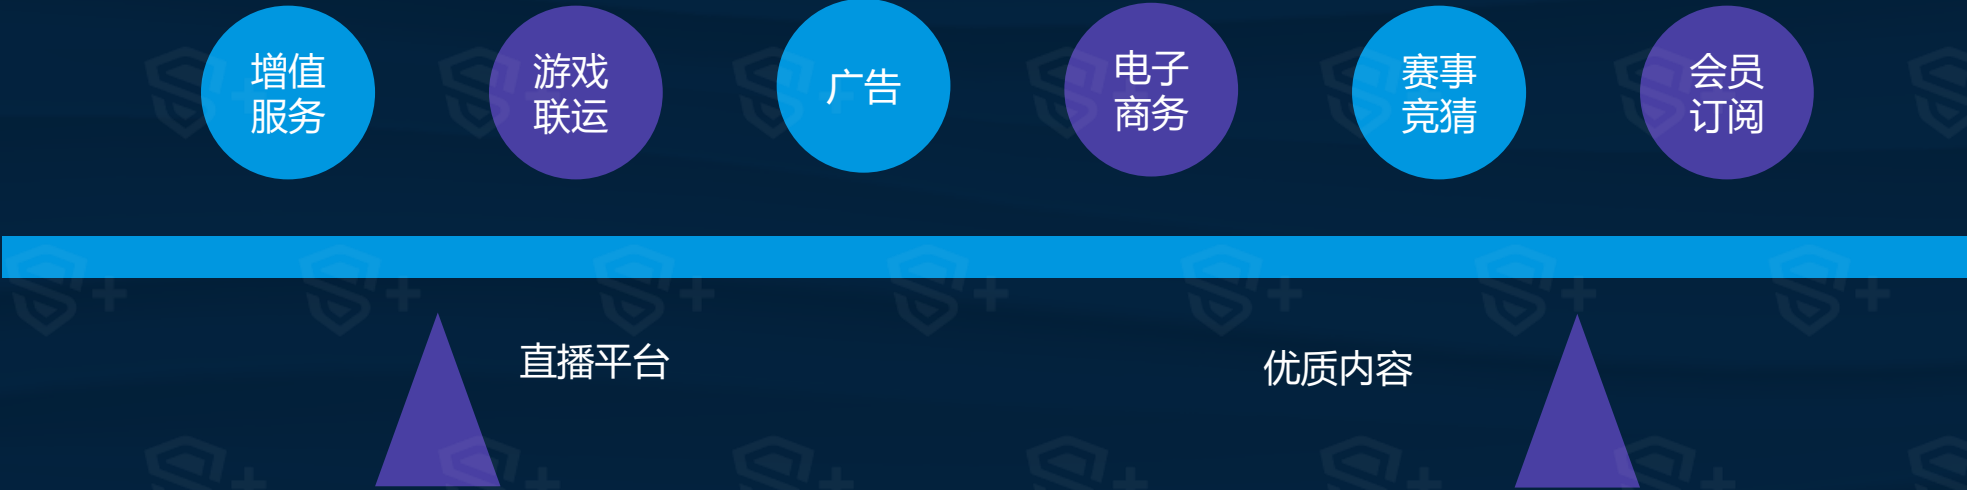 增值
服务
游戏
联运
广告
电子
商务
赛事
竞猜
会员
订阅
直播平台
优质内容